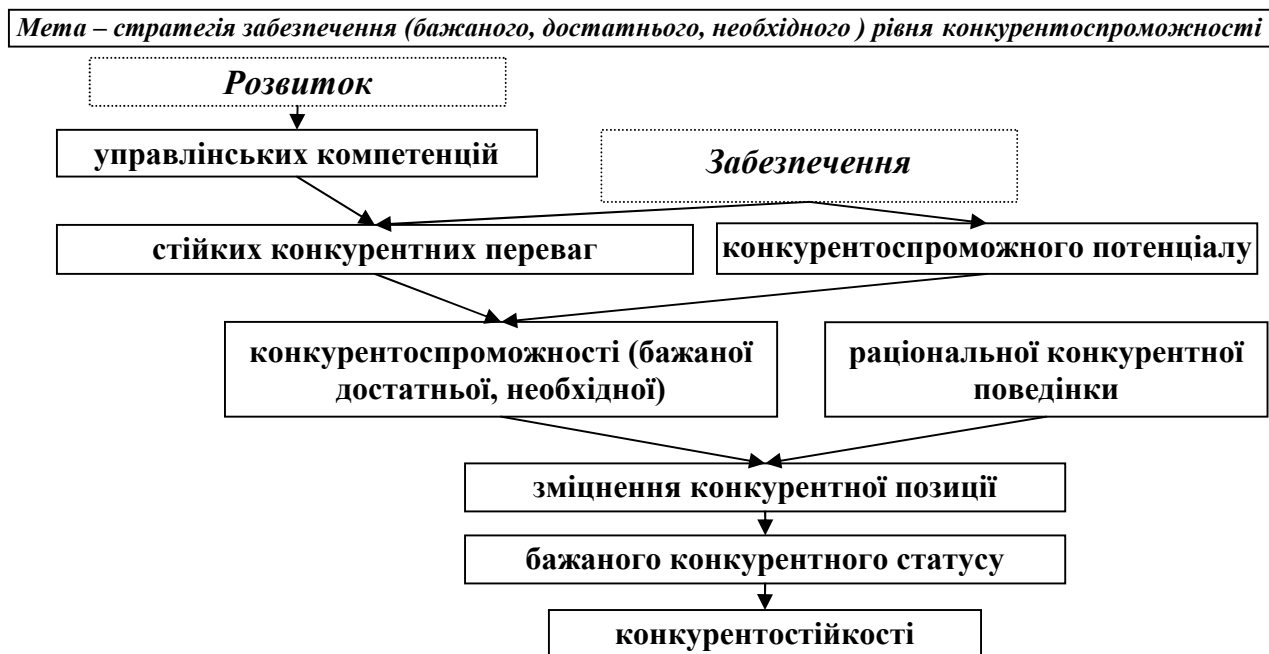 Мета – стратегія забезпечення (бажаного, достатнього, необхідного ) рівня конкурентоспроможності
Розвиток
управлінських компетенцій
Забезпечення
стійких конкурентних переваг
конкурентоспроможного потенціалу
конкурентоспроможності (бажаної
достатньої, необхідної)
раціональної конкурентної
поведінки
зміцнення конкурентної позиції
бажаного конкурентного статусу
конкурентостійкості